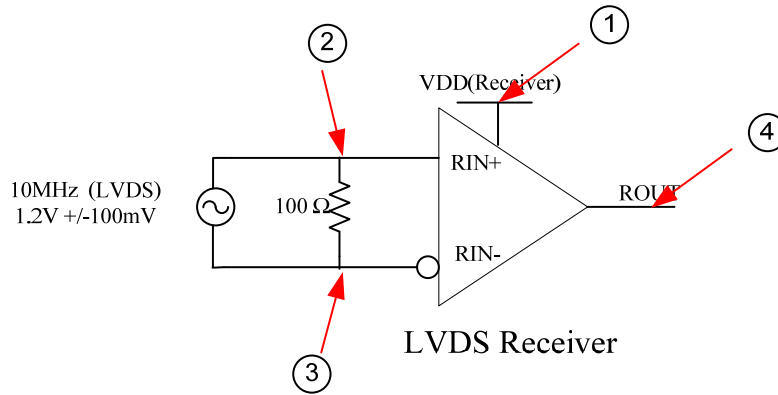 1
2
VDD(Receiver)
4
RIN+
10MHz (LVDS)
1.2V +/-100mV
100 Ω
ROUT
RIN-
LVDS Receiver
3